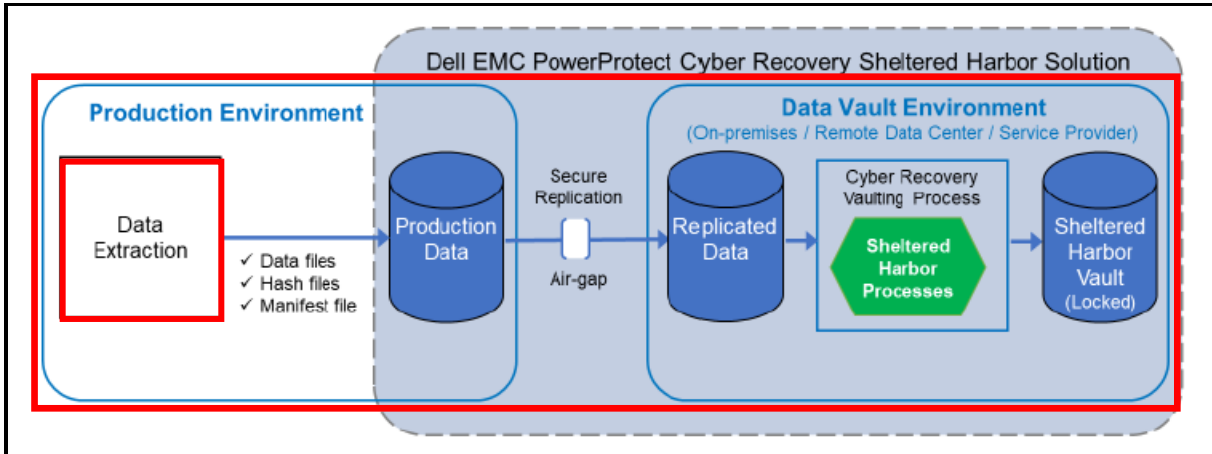 Dell EMC PowerProtect Cyber Recovery Sheltered Harbor Solution
Production Environment
Data Vault Environment
(On-premises / Remote Data Center / Service Provider)
Data
Extraction
✓ Data files
✓ Hash files
✓ Manifest file
Production
Data
Secure
Replication
Air-gap
Replicated
Data
Cyber Recovery
Vaulting Process
Sheltered
Harbor
Processes
Sheltered
Harbor
Vault
(Locked)